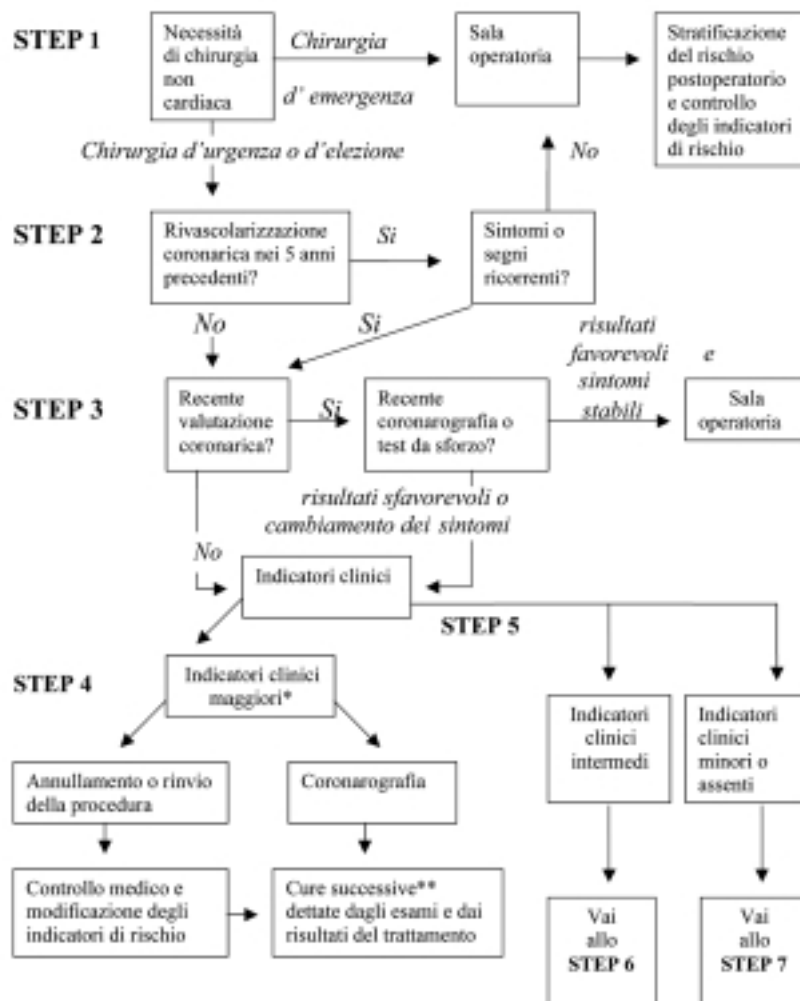 STEP 1
Necessità
di chirurgia
non
cardiaca
Chirurgia
d' emergenza
Sala
operatoria
Stratificazione
del rischio
postoperatorio
e controllo
degli indicatori
di rischio
Chirurgia d'urgenza o d'elezione
No
STEP 2
Rivascolarizzazione
coronarica nei 5 anni
precedenti?
Si
Sintomi o
segni
ricorrenti?
No
Si
risultati
favorevoli e
sintomi
stabili
STEP 3
Recente
valutazione
coronarica?
Si
Recente
coronarografia o
test da sforzo?
Sala
operatoria
risultati sfavorevoli o
cambiamento dei sintomi
No
Indicatori clinici
STEP 5
STEP 4
Indicatori clinici
maggiori*
Indicatori
clinici
intermedi
Indicatori
clinici
minori o
assenti
Annullamento o rinvio
della procedura
Coronarografia
Controllo medico e
modificazione degli
indicatori di rischio
Cure successive**
dettate dagli esami e dai
risultati del trattamento
Vai
allo
STEP 6
Vai
allo
STEP 7